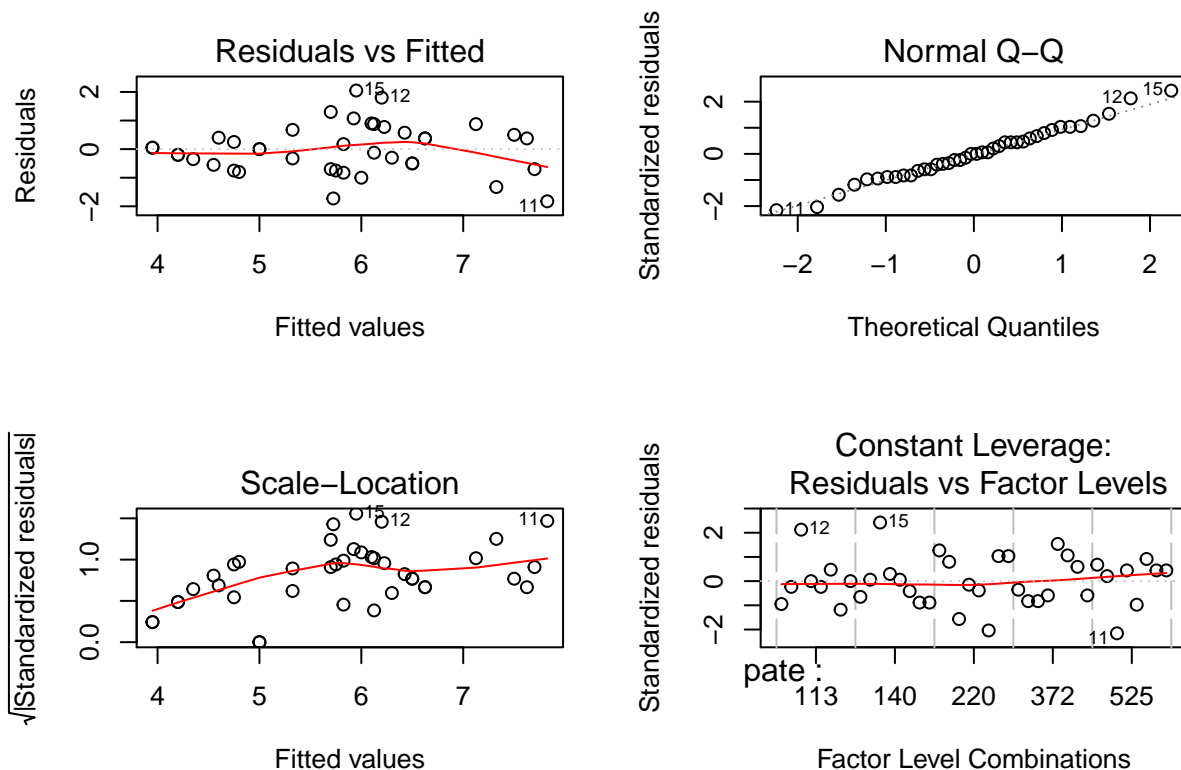 Residuals vs Fitted
Residuals
2
0
−2
15
12
11
4 5 6 7
Fitted values
Normal Q−Q
Standardized residuals
2
0
−2
12
15
11
−2 −1 0 1 2
Theoretical Quantiles
Scale−Location
√|Standardized residuals|
1.0
0.0
15
12
11
4 5 6 7
Fitted values
Constant Leverage:
Residuals vs Factor Levels
Standardized residuals
2
0
−2
12
15
11
pate :
113 140 220 372 525
Factor Level Combinations